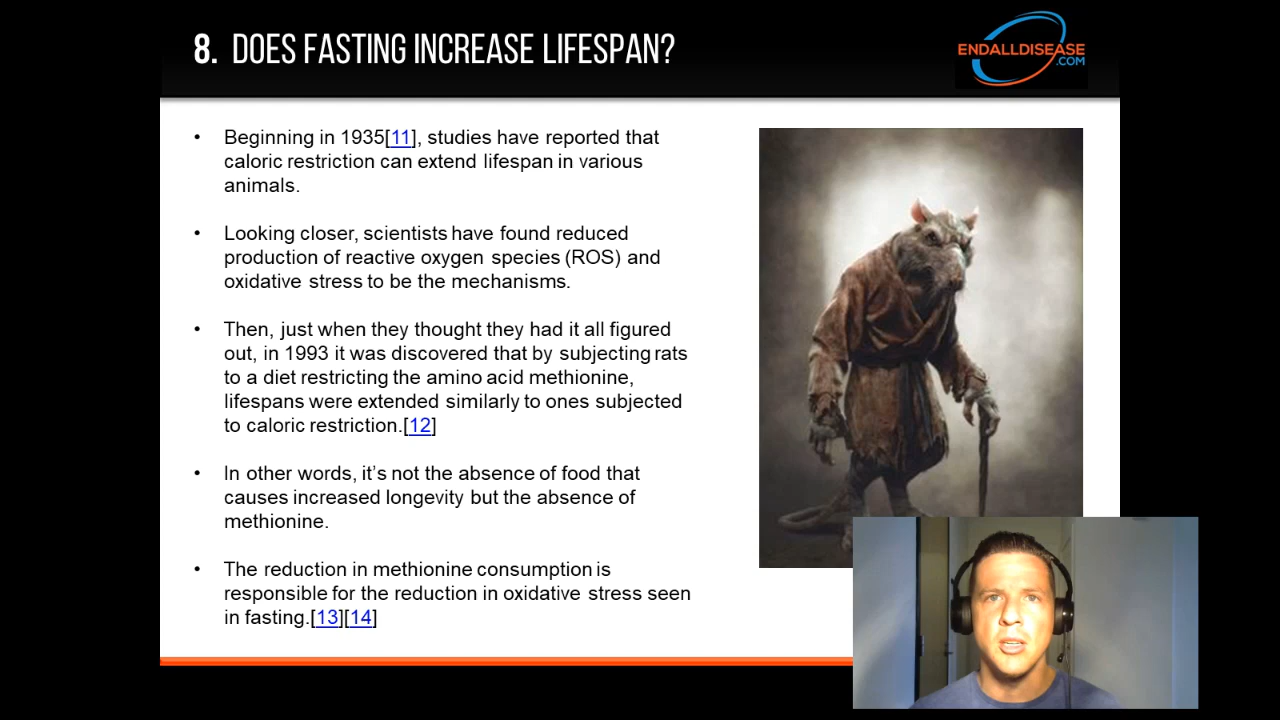 8. DOES FASTING INCREASE LIFESPAN?
ENDALLDISEASE
.COM
• Beginning in 1935[11], studies have reported that
caloric restriction can extend lifespan in various
animals.
• Looking closer, scientists have found reduced
production of reactive oxygen species (ROS) and
oxidative stress to be the mechanisms.
• Then, just when they thought they had it all figured
out, in 1993 it was discovered that by subjecting rats
to a diet restricting the amino acid methionine,
lifespans were extended similarly to ones subjected
to caloric restriction.[12]
• In other words, it’s not the absence of food that
causes increased longevity but the absence of
methionine.
• The reduction in methionine consumption is
responsible for the reduction in oxidative stress seen
in fasting.[13][14]